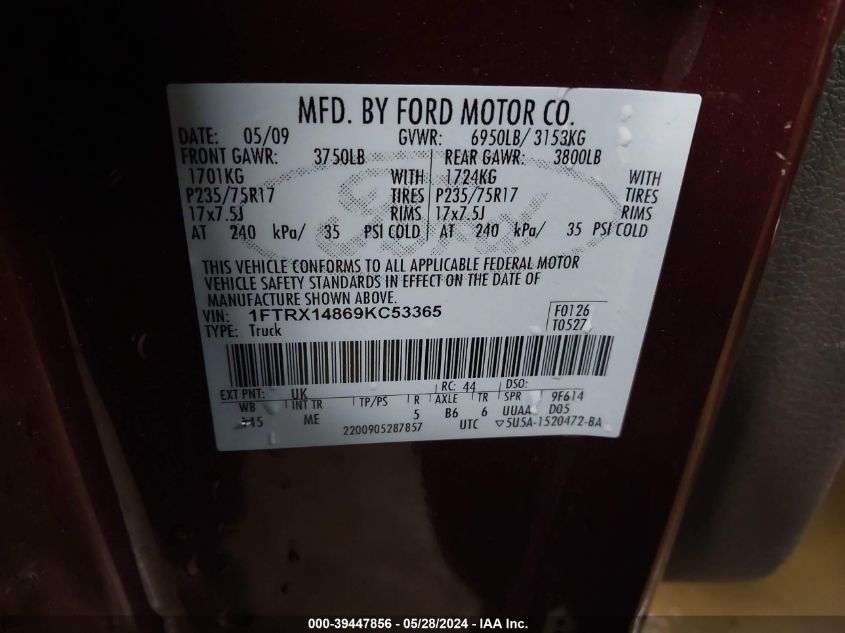 MFD. BY FORD MOTOR CO.
DATE: 05/09 GVWR: 6950LB/ 3153KG
FRONT GAWR: 3750LB REAR GAWR: 3800LB
1701KG WITH 1724KG WITH
P235/75R17 TIRES P235/75R17 TIRES
17x7.5J RIMS 17x7.5J RIMS
AT 240 kPa/ 35 PSI COLD AT 240 kPa/ 35 PSI COLD
Ford
THIS VEHICLE CONFORMS TO ALL APPLICABLE FEDERAL MOTOR
VEHICLE SAFETY STANDARDS IN EFFECT ON THE DATE OF
MANUFACTURE SHOWN ABOVE.
VIN: 1FTRX14869KC53365 F0126
TYPE: Truck T0527
EXT PNT: UK RC: 44 DSO:
WB INT TR TP/PS R AXLE TR SPR 9F614
ME 5 B6 6 UUAA D05
2200905287857 UTC ▽5U5A-1520472-BA
000-39447856 - 05/28/2024 - IAA Inc.